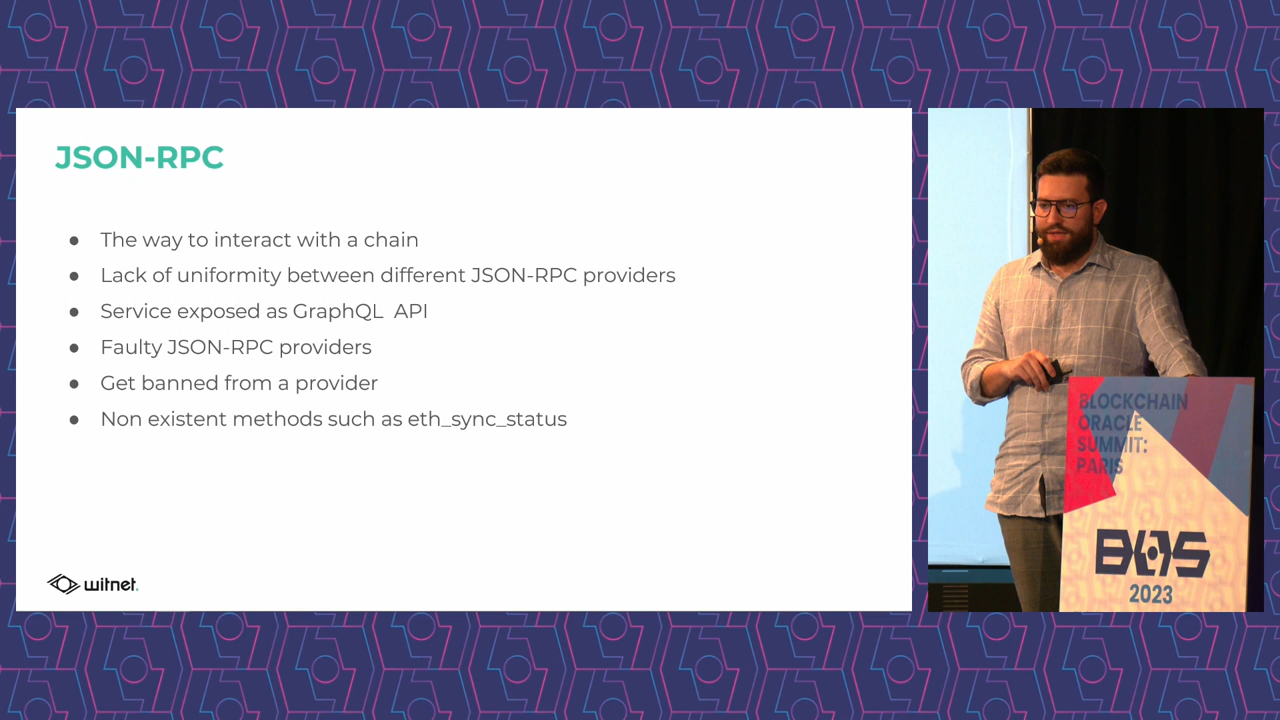 JSON-RPC
● The way to interact with a chain
● Lack of uniformity between different JSON-RPC providers
● Service exposed as GraphQL  API
● Faulty JSON-RPC providers
● Get banned from a provider
● Non existent methods such as eth_sync_status
witnet.
BLOCKCHAIN
ORACLE
SUMMIT:
PARIS
BOS
2023